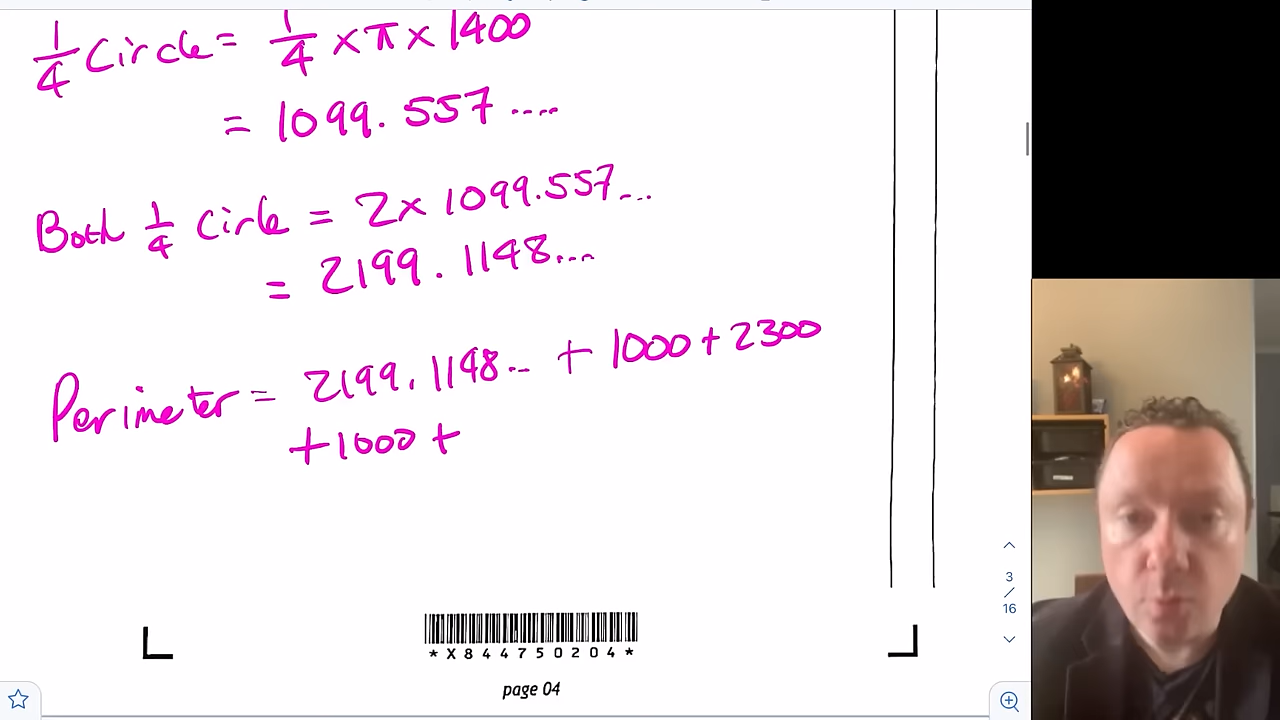 1/4 Circle = 1/4 × π × 1400
= 1099.557....
Both 1/4 Circle = 2 × 1099.557...
= 2199.1148....
Perimeter = 2199.1148... + 1000 + 2300
+ 1000 +
3
/
16
*X844750204*
page 04